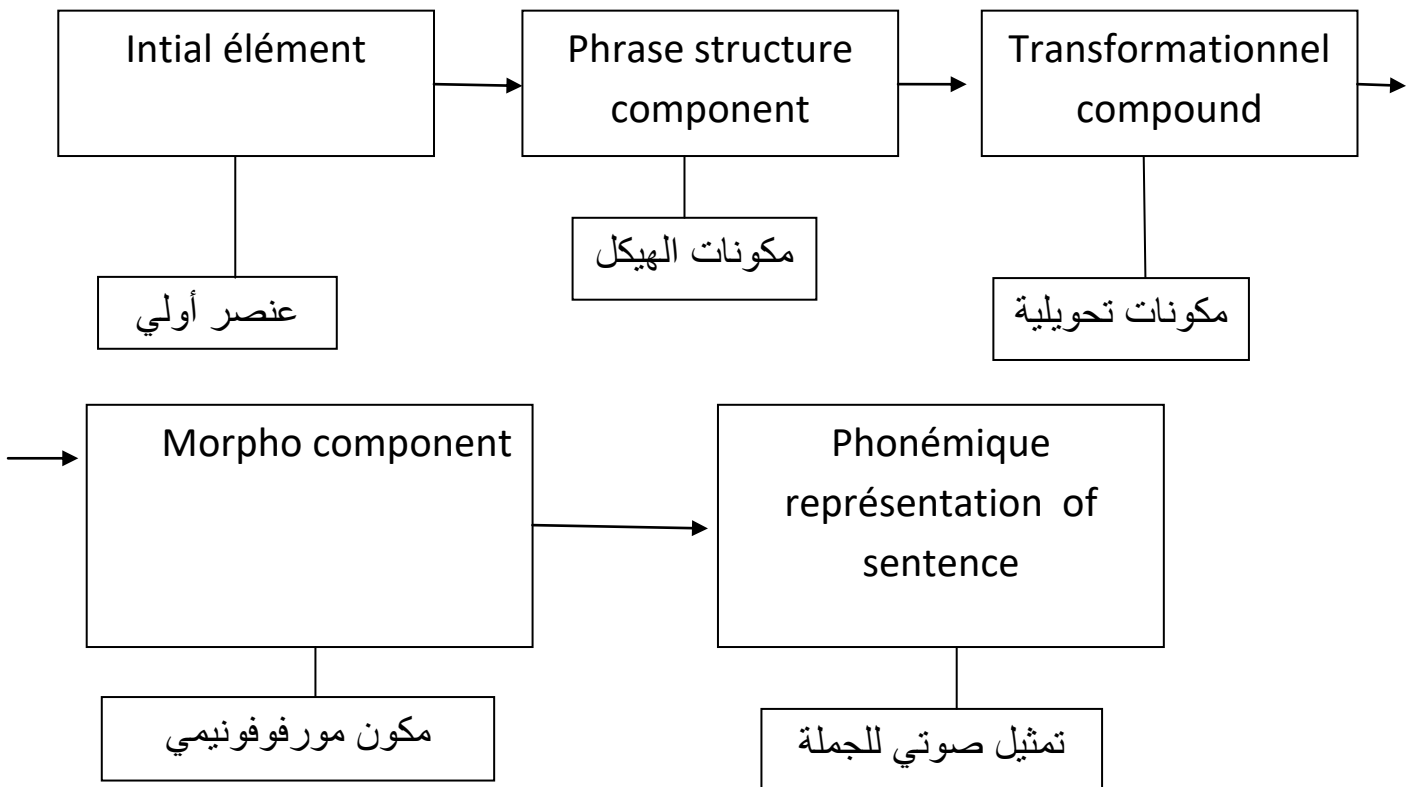 Intial élément
Phrase structure
component
Transformationnel
compound
عنصر أولي
مكونات الهيكل
مكونات تحويلية
Morpho component
Phonémique
représentation of
sentence
مكون مورفوفونيمي
تمثيل صوتي للجملة